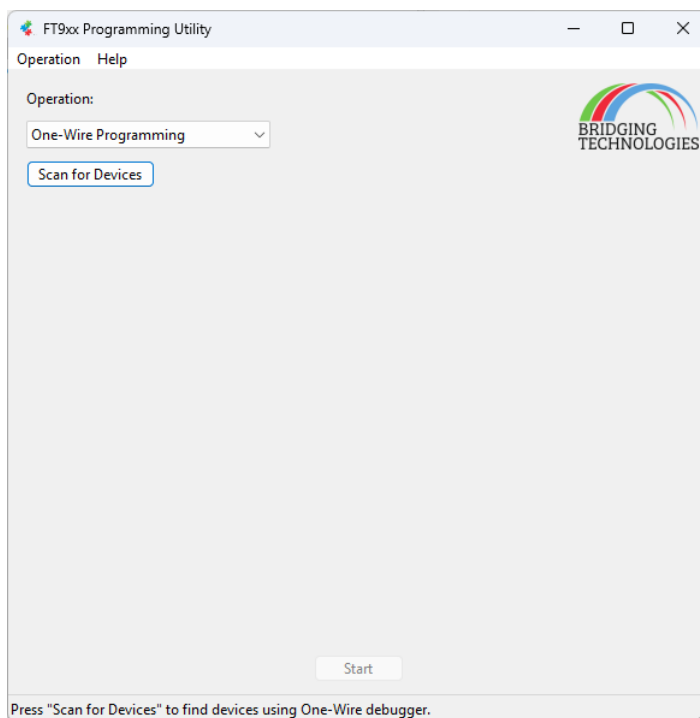 FT9xx Programming Utility
Operation Help
Operation:
BRIDGING
TECHNOLOGIES
One-Wire Programming
Scan for Devices
Start
Press "Scan for Devices" to find devices using One-Wire debugger.